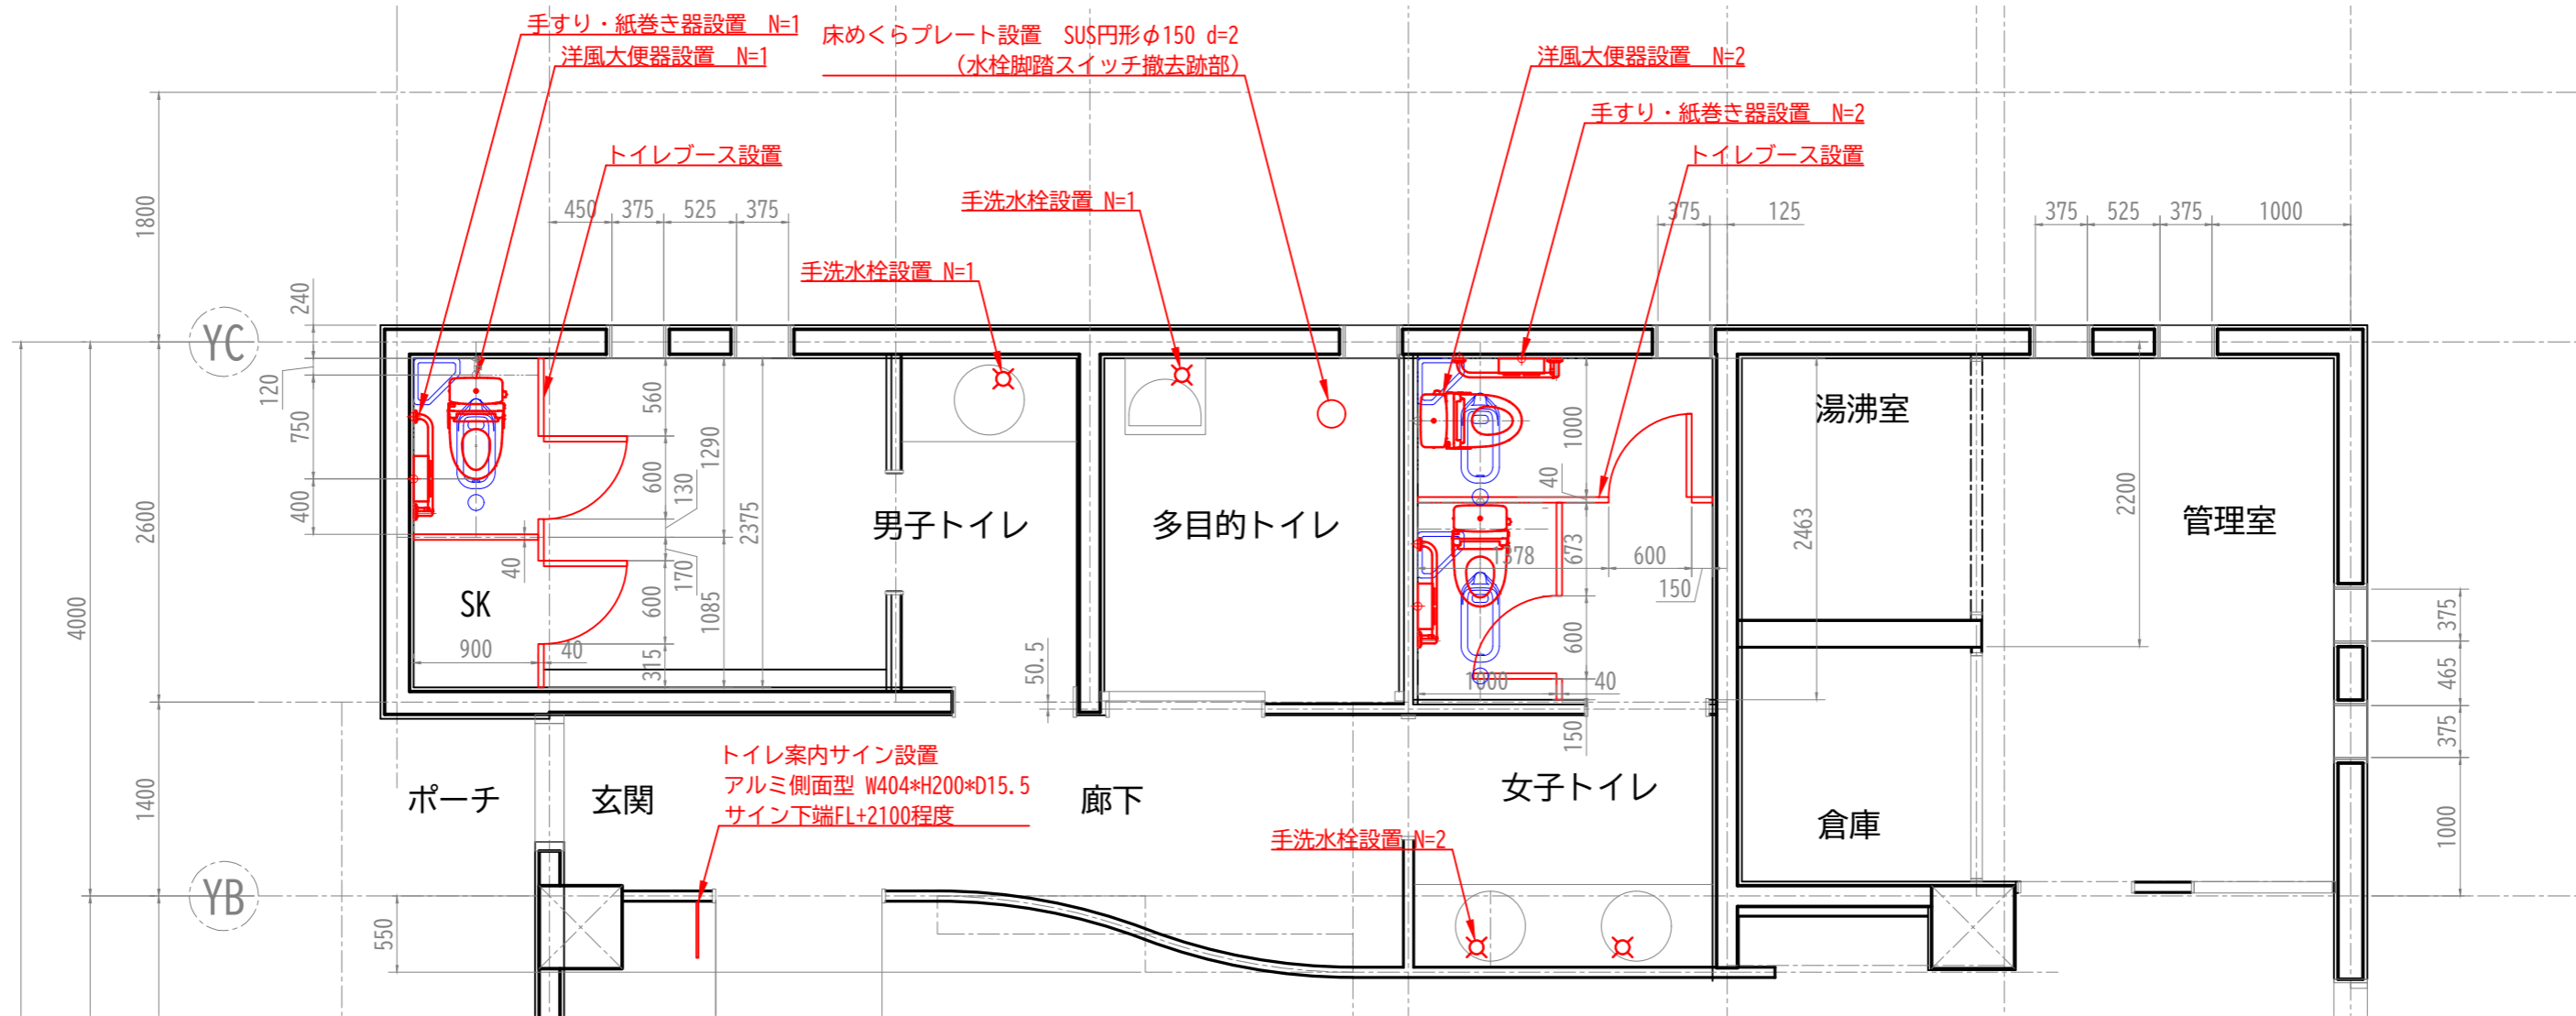 手すり・紙巻き器設置 N=1
洋風大便器設置 N=1
床めくらプレート設置 SUS円形φ150 d=2
（水栓脚踏スイッチ撤去跡部）
洋風大便器設置 N=2
手すり・紙巻き器設置 N=2
トイレブース設置
トイレブース設置
手洗水栓設置 N=1
手洗水栓設置 N=1
1800
450
375
525
375
375
125
375
525
375
1000
240
YC
120
750
400
2600
4000
560
600
130
1290
2375
170
600
1085
315
40
900
40
SK
男子トイレ
多目的トイレ
50.5
1000
40
1378
673
600
150
600
1000
40
150
湯沸室
2463
2200
管理室
375
465
375
1000
1400
ポーチ
玄関
トイレ案内サイン設置
アルミ側面型 W404*H200*D15.5
サイン下端FL+2100程度
廊下
女子トイレ
倉庫
手洗水栓設置 N=2
YB
550